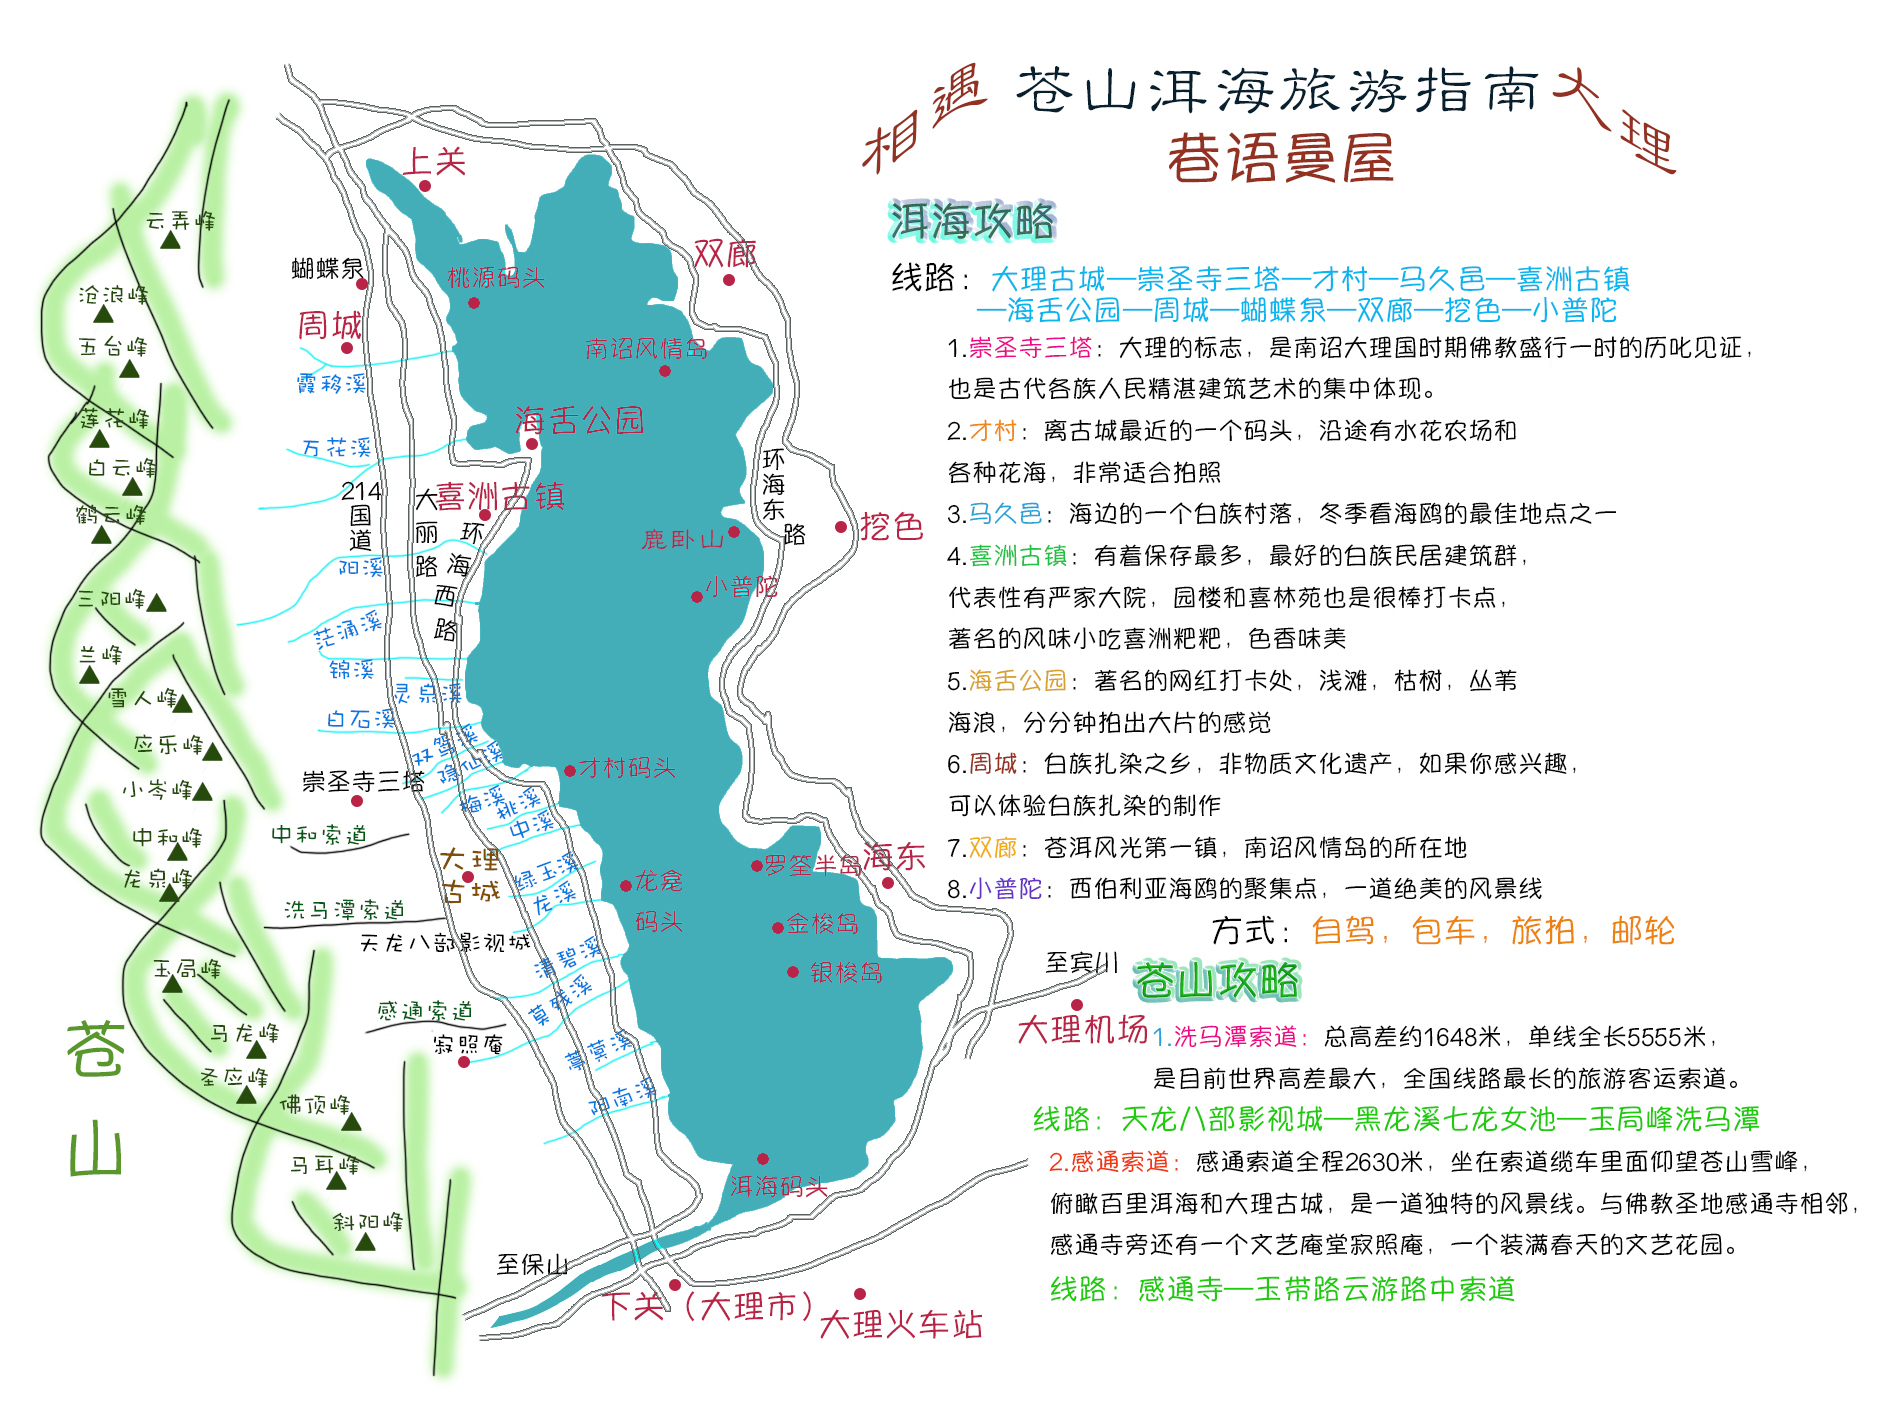 相遇
苍山洱海旅游指南
大理
巷语曼屋
洱海攻略
线路：大理古城—崇圣寺三塔—才村—马久邑—喜洲古镇
—海舌公园—周城—蝴蝶泉—双廊—挖色—小普陀
1.崇圣寺三塔：大理的标志，是南诏大理国时期佛教盛行一时的历叱见证，
也是古代各族人民精湛建筑艺术的集中体现。
2.才村：离古城最近的一个码头，沿途有水花农场和
各种花海，非常适合拍照
3.马久邑：海边的一个白族村落，冬季看海鸥的最佳地点之一
4.喜洲古镇：有着保存最多，最好的白族民居建筑群，
代表性有严家大院，园楼和喜林苑也是很棒打卡点，
著名的风味小吃喜洲粑粑，色香味美
5.海舌公园：著名的网红打卡处，浅滩，枯树，丛苇
海浪，分分钟拍出大片的感觉
6.周城：白族扎染之乡，非物质文化遗产，如果你感兴趣，
可以体验白族扎染的制作
7.双廊：苍洱风光第一镇，南诏风情岛的所在地
8.小普陀：西伯利亚海鸥的聚集点，一道绝美的风景线
方式：自驾，包车，旅拍，邮轮
苍山攻略
1.洗马潭索道：总高差约1648米，单线全长5555米，
是目前世界高差最大，全国线路最长的旅游客运索道。
线路：天龙八部影视城—黑龙溪七龙女池—玉局峰洗马潭
2.感通索道：感通索道全程2630米，坐在索道缆车里面仰望苍山雪峰，
俯瞰百里洱海和大理古城，是一道独特的风景线。与佛教圣地感通寺相邻，
感通寺旁还有一个文艺庵堂寂照庵，一个装满春天的文艺花园。
线路：感通寺—玉带路云游路中索道
云弄峰
沧浪峰
五台峰
莲花峰
白云峰
鹤云峰
三阳峰
兰峰
雪人峰
应乐峰
小岑峰
中和峰
龙泉峰
玉局峰
马龙峰
圣应峰
佛顶峰
马耳峰
斜阳峰
苍山
上关
蝴蝶泉
周城
霞移溪
万花溪
214国道
大丽路
环海西路
阳溪
茫涌溪
锦溪
灵泉溪
白石溪
双鸳溪
隐仙溪
梅溪
桃溪
中溪
绿玉溪
龙溪
清碧溪
莫残溪
葶蓂溪
阳南溪
崇圣寺三塔
中和索道
大理古城
洗马潭索道
天龙八部影视城
感通索道
寂照庵
桃源码头
南诏风情岛
海舌公园
喜洲古镇
鹿卧山
小普陀
双廊
环海东路
挖色
才村码头
龙龛码头
罗筌半岛
海东
金梭岛
银梭岛
洱海码头
至宾川
大理机场
至保山
下关（大理市）
大理火车站